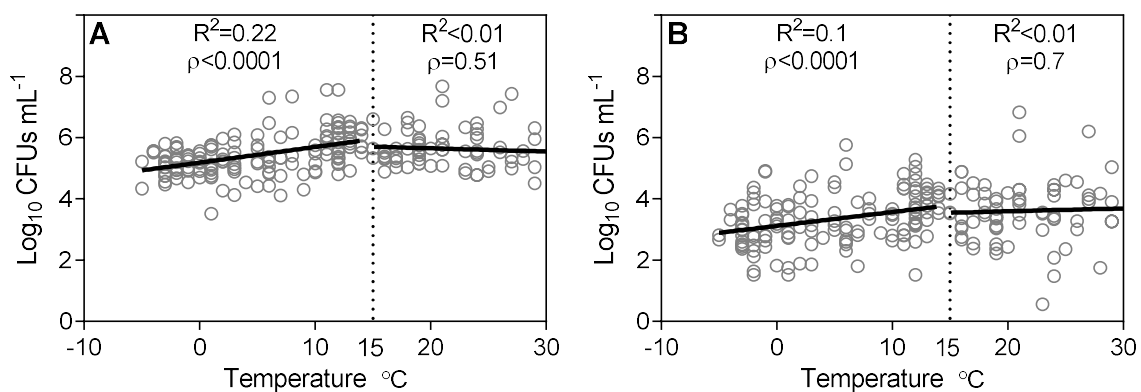 A
R²=0.22
ρ<0.0001
R²<0.01
ρ=0.51
8
6
4
2
0
Log₁₀ CFUs mL⁻¹
-10 0 10 15 20 30
Temperature °C
B
R²=0.1
ρ<0.0001
R²<0.01
ρ=0.7
8
6
4
2
0
Log₁₀ CFUs mL⁻¹
-10 0 10 15 20 30
Temperature °C